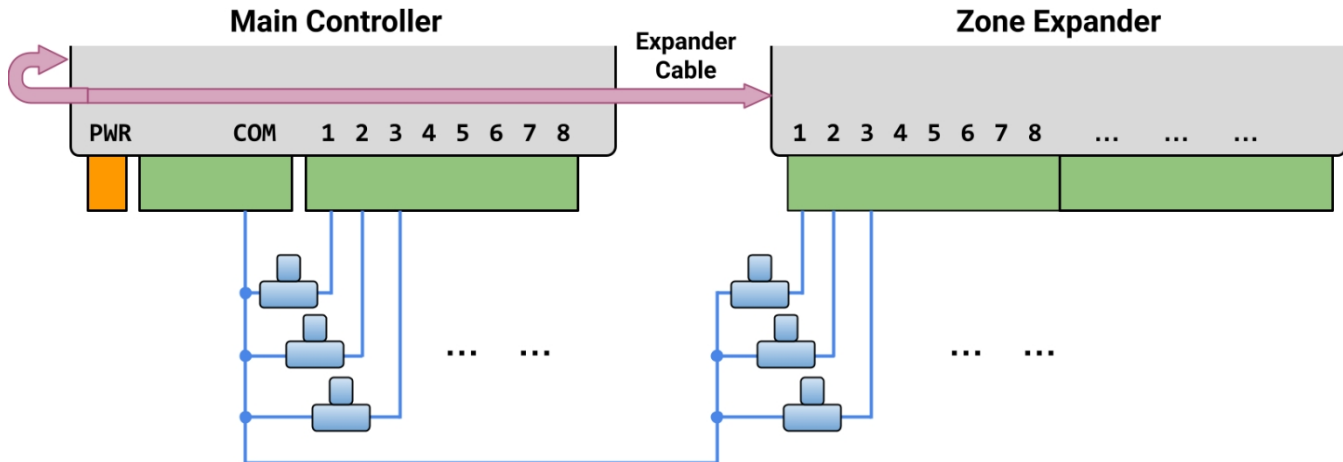 Main Controller
Zone Expander
Expander
Cable
PWR COM 1 2 3 4 5 6 7 8
1 2 3 4 5 6 7 8 ... ... ...
... ...
... ...